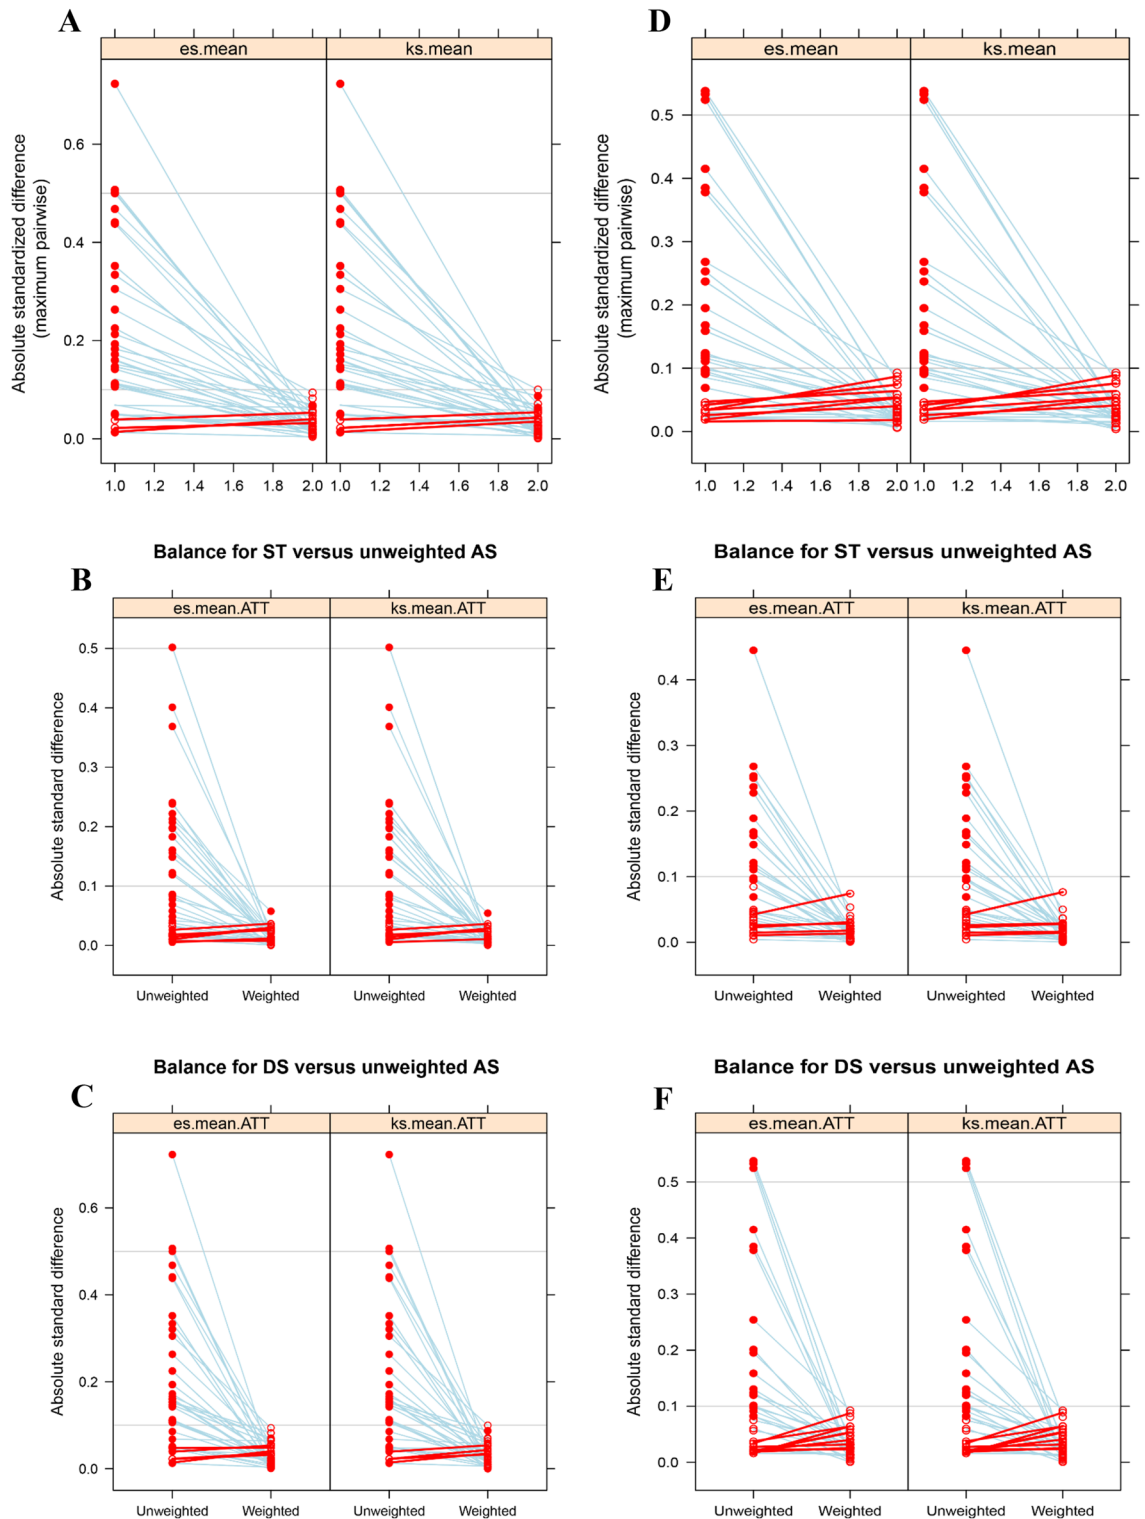 A
es.mean ks.mean
Absolute standardized difference
(maximum pairwise)
0.6
0.4
0.2
0.0
1.0 1.2 1.4 1.6 1.8 2.0 1.0 1.2 1.4 1.6 1.8 2.0
D
es.mean ks.mean
Absolute standardized difference
(maximum pairwise)
0.5
0.4
0.3
0.2
0.1
0.0
1.0 1.2 1.4 1.6 1.8 2.0 1.0 1.2 1.4 1.6 1.8 2.0
Balance for ST versus unweighted AS
B
es.mean.ATT ks.mean.ATT
Absolute standard difference
0.5
0.4
0.3
0.2
0.1
0.0
Unweighted Weighted Unweighted Weighted
Balance for ST versus unweighted AS
E
es.mean.ATT ks.mean.ATT
Absolute standard difference
0.4
0.3
0.2
0.1
0.0
Unweighted Weighted Unweighted Weighted
Balance for DS versus unweighted AS
C
es.mean.ATT ks.mean.ATT
Absolute standard difference
0.6
0.4
0.2
0.0
Unweighted Weighted Unweighted Weighted
Balance for DS versus unweighted AS
F
es.mean.ATT ks.mean.ATT
Absolute standard difference
0.5
0.4
0.3
0.2
0.1
0.0
Unweighted Weighted Unweighted Weighted